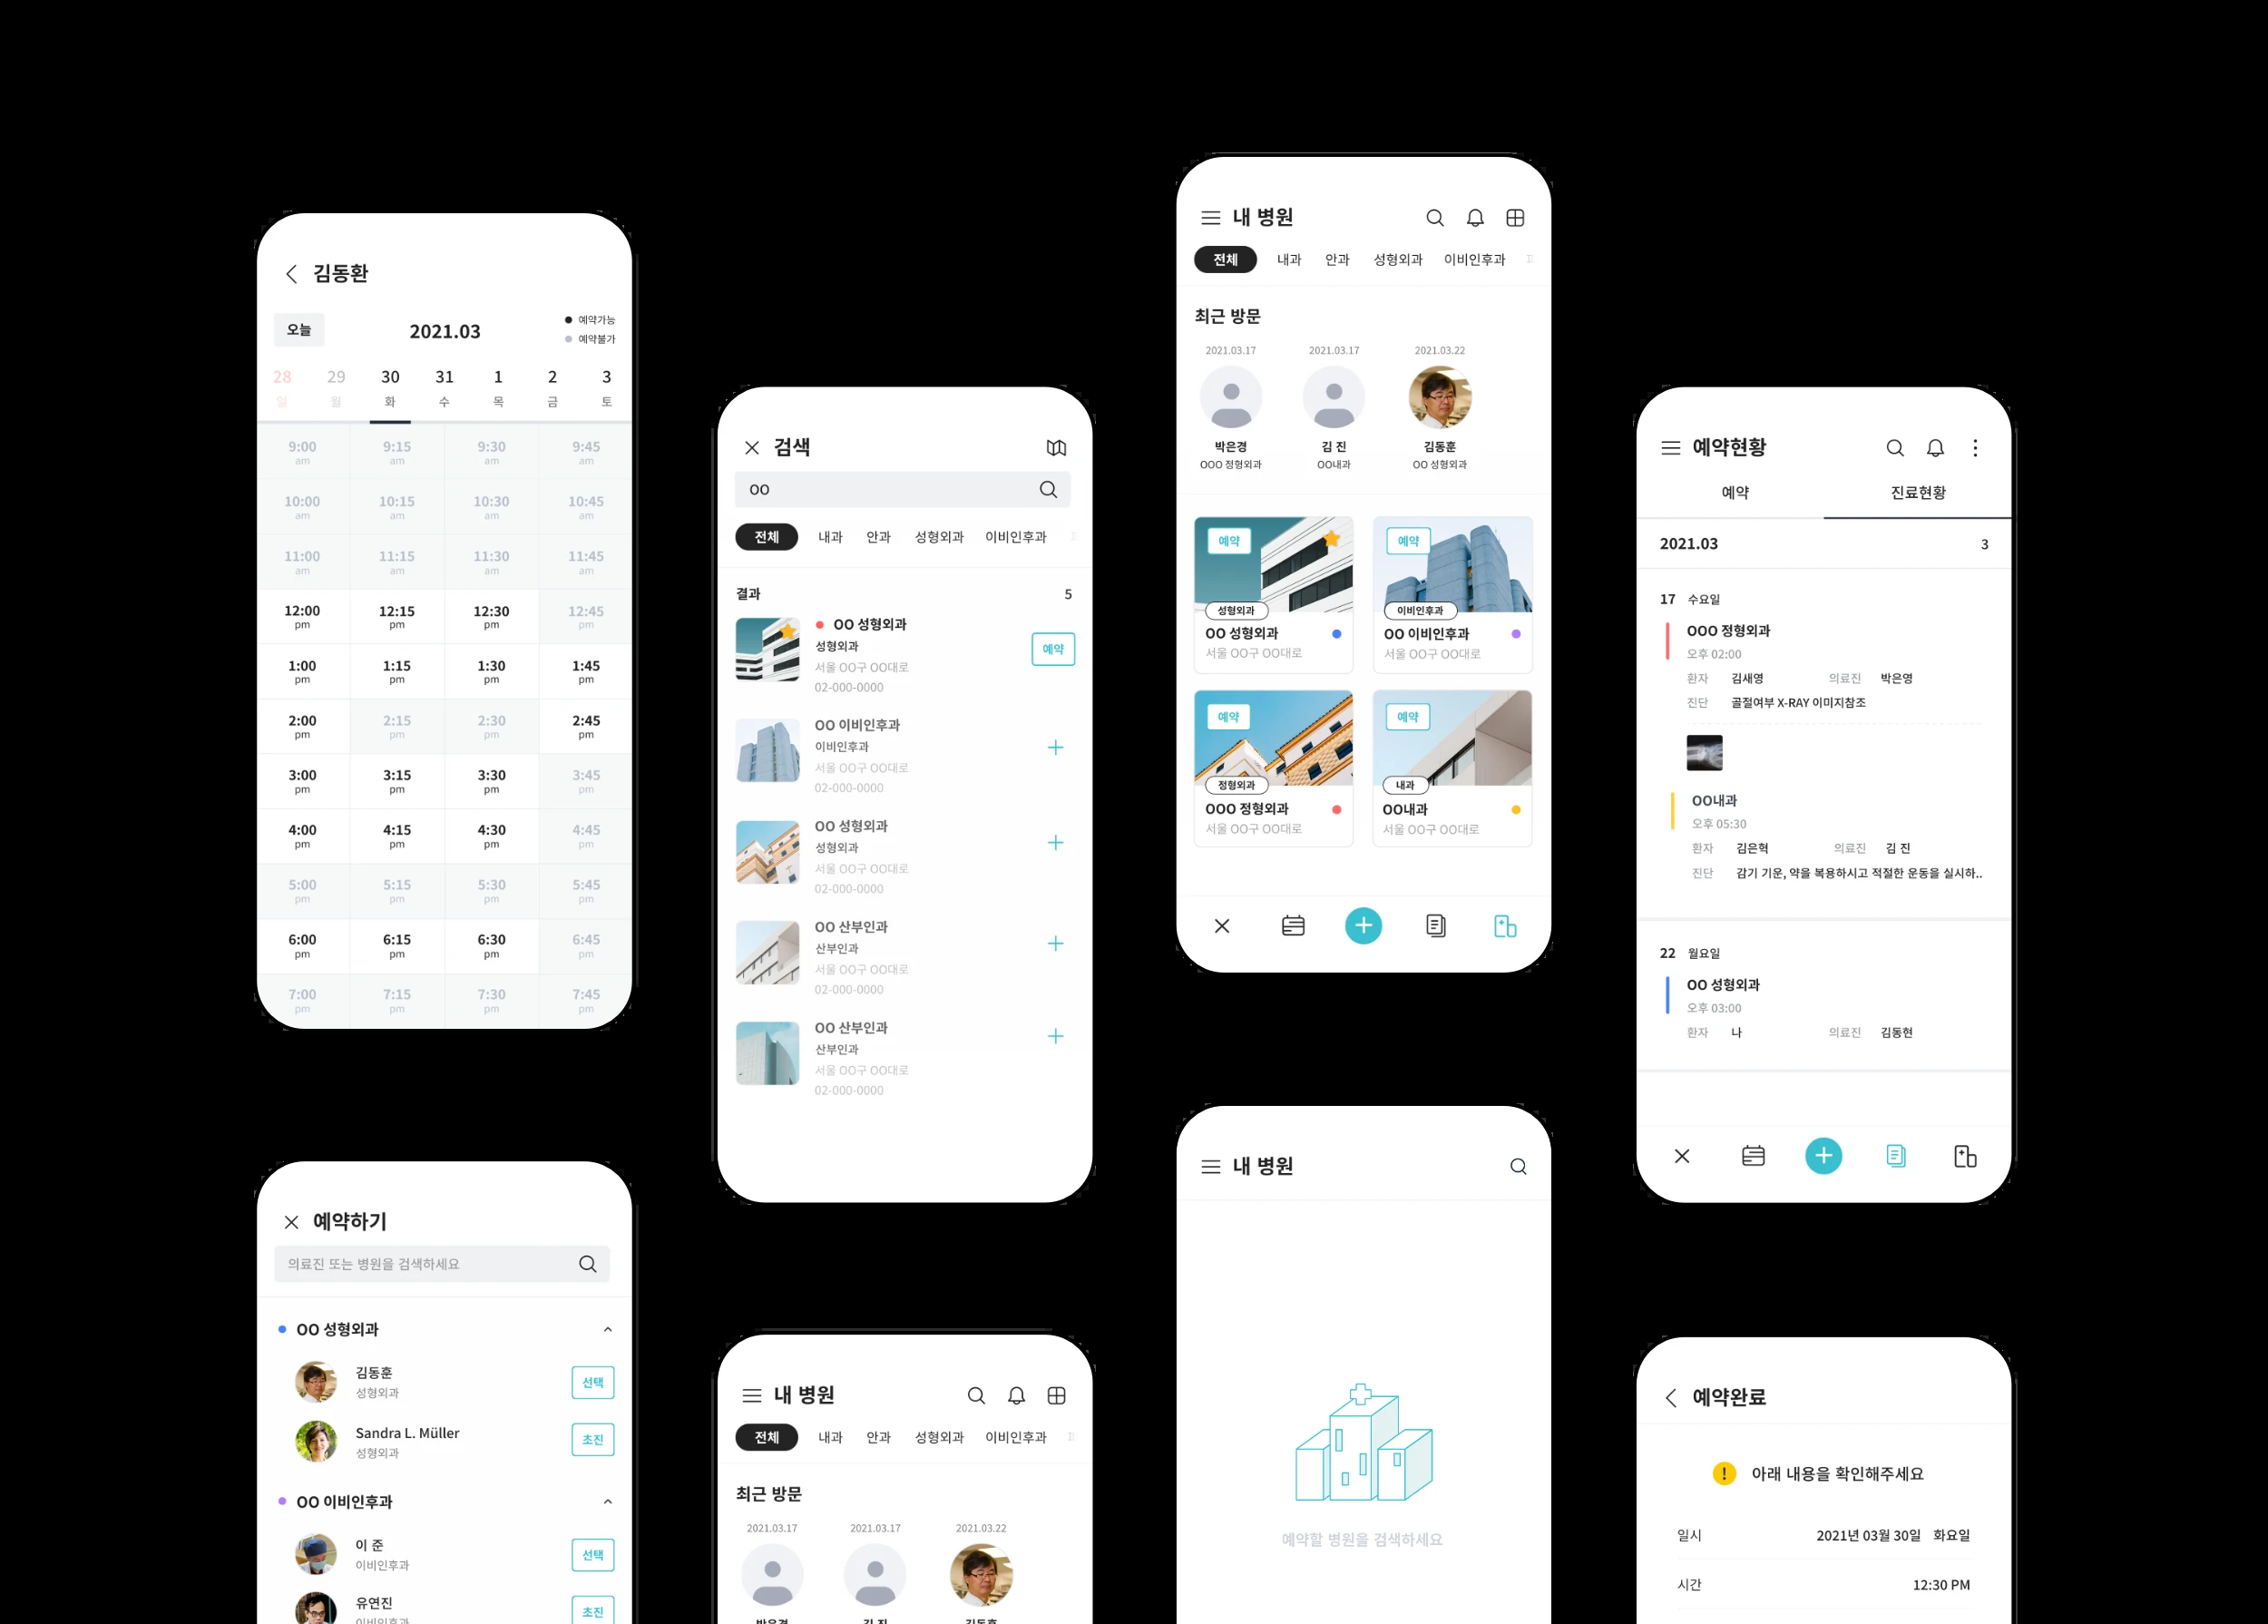 김동환
오늘
2021.03
예약가능
예약불가
28 29 30 31 1 2 3
일 월 화 수 목 금 토
9:00 9:15 9:30 9:45
am am am am
10:00 10:15 10:30 10:45
am am am am
11:00 11:15 11:30 11:45
am am am am
12:00 12:15 12:30 12:45
pm pm pm pm
1:00 1:15 1:30 1:45
pm pm pm pm
2:00 2:15 2:30 2:45
pm pm pm pm
3:00 3:15 3:30 3:45
pm pm pm pm
4:00 4:15 4:30 4:45
pm pm pm pm
5:00 5:15 5:30 5:45
pm pm pm pm
6:00 6:15 6:30 6:45
pm pm pm pm
7:00 7:15 7:30 7:45
pm pm pm pm
예약하기
의료진 또는 병원을 검색하세요
OO 성형외과
김동훈
성형외과
선택
Sandra L. Müller
성형외과
초진
OO 이비인후과
이 준
이비인후과
선택
유연진
이비인후과
초진
검색
OO
전체 내과 안과 성형외과 이비인후과
결과 5
OO 성형외과
성형외과
서울 OO구 OO대로
02-000-0000
예약
OO 이비인후과
이비인후과
서울 OO구 OO대로
02-000-0000
OO 성형외과
성형외과
서울 OO구 OO대로
02-000-0000
OO 산부인과
산부인과
서울 OO구 OO대로
02-000-0000
OO 산부인과
산부인과
서울 OO구 OO대로
02-000-0000
내 병원
전체 내과 안과 성형외과 이비인후과
최근 방문
2021.03.17 2021.03.17 2021.03.22
박은경 김 진 김동훈
내 병원
전체 내과 안과 성형외과 이비인후과
최근 방문
2021.03.17 2021.03.17 2021.03.22
박은경 김 진 김동훈
OOO 정형외과 OO내과 OO 성형외과
예약 예약
성형외과 이비인후과
OO 성형외과 OO 이비인후과
서울 OO구 OO대로 서울 OO구 OO대로
예약 예약
정형외과 내과
OOO 정형외과 OO내과
서울 OO구 OO대로 서울 OO구 OO대로
내 병원
예약할 병원을 검색하세요
예약현황
예약 진료현황
2021.03 3
17 수요일
OOO 정형외과
오후 02:00
환자 김새영 의료진 박은영
진단 골절여부 X-RAY 이미지참조
OO내과
오후 05:30
환자 김은혁 의료진 김 진
진단 감기 기운, 약을 복용하시고 적절한 운동을 실시하..
22 월요일
OO 성형외과
오후 03:00
환자 나 의료진 김동현
예약완료
아래 내용을 확인해주세요
일시 2021년 03월 30일 화요일
시간 12:30 PM